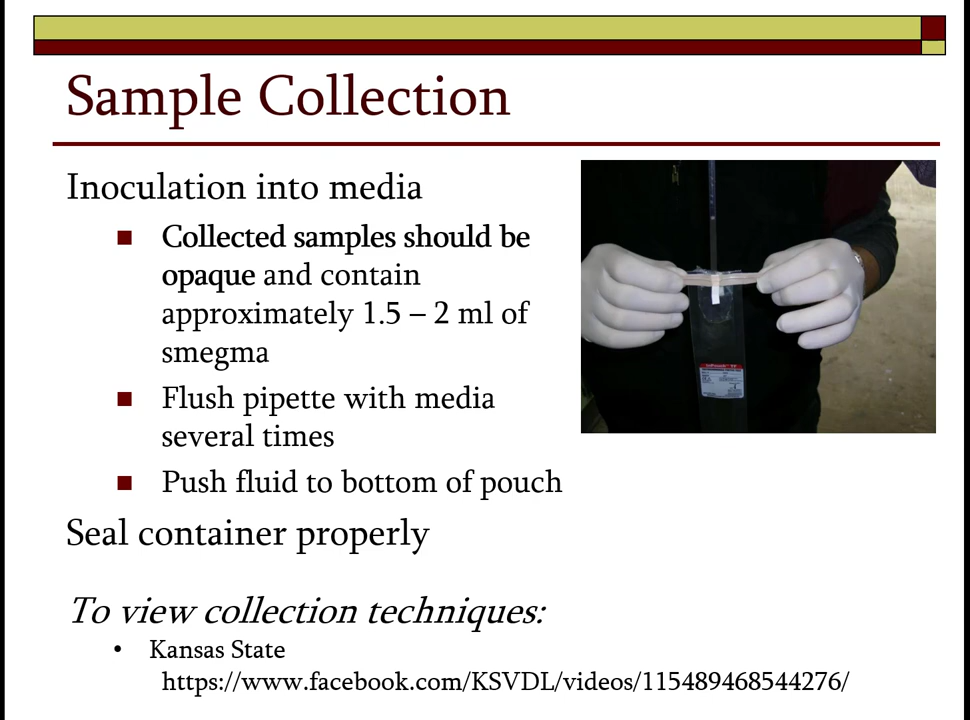 Sample Collection
Inoculation into media
Collected samples should be
opaque and contain
approximately 1.5 – 2 ml of
smegma
Flush pipette with media
several times
Push fluid to bottom of pouch
Seal container properly
To view collection techniques:
• Kansas State
https://www.facebook.com/KSVDL/videos/115489468544276/